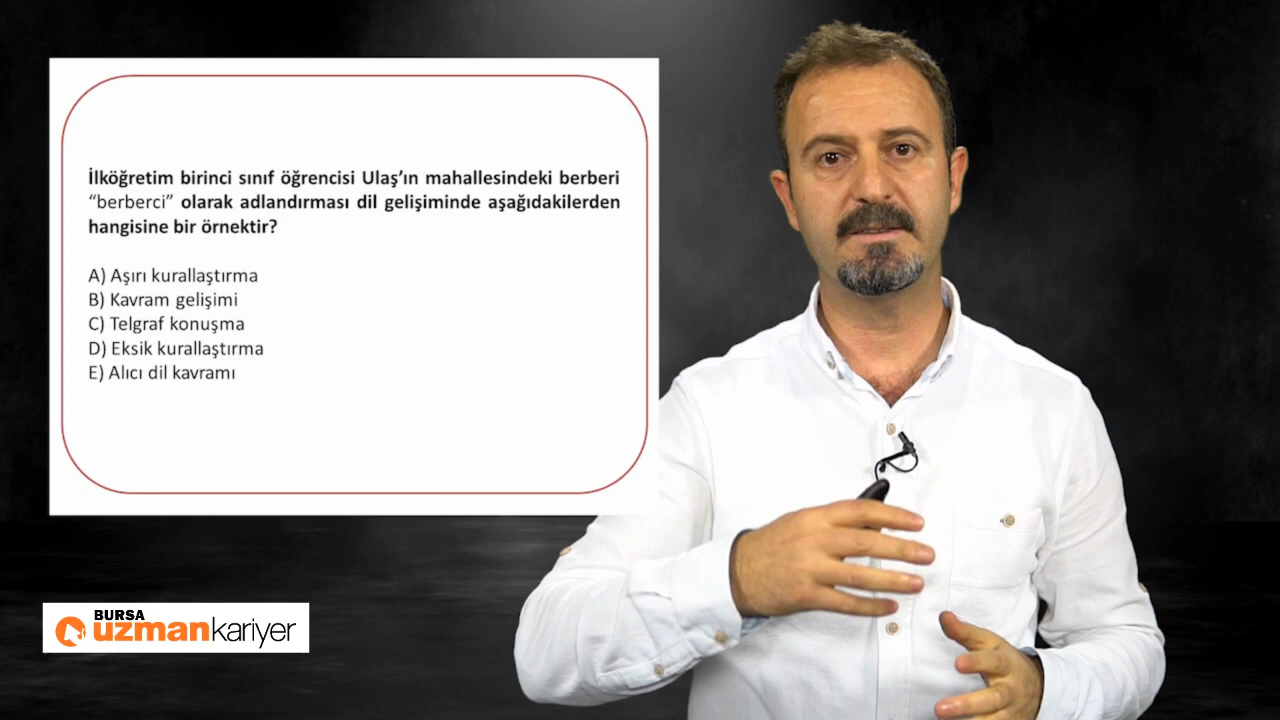 İlköğretim birinci sınıf öğrencisi Ulaş’ın mahallesindeki berberi
“berberci” olarak adlandırması dil gelişiminde aşağıdakilerden
hangisine bir örnektir?
A) Aşırı kurallaştırma
B) Kavram gelişimi
C) Telgraf konuşma
D) Eksik kurallaştırma
E) Alıcı dil kavramı
BURSA
uzmankariyer